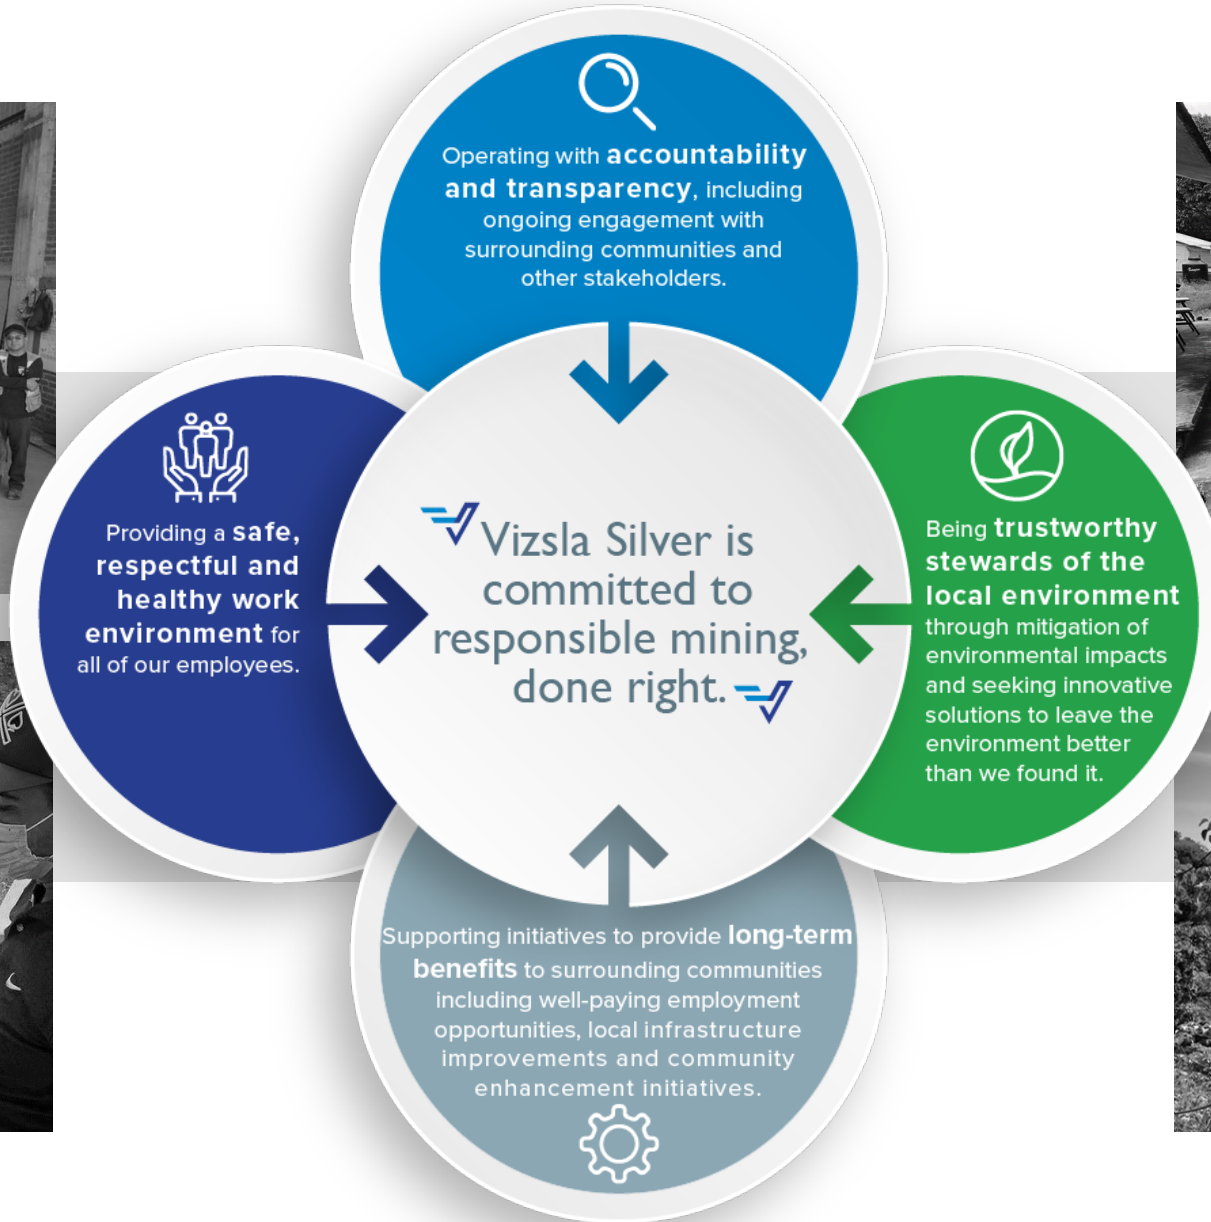 Operating with accountability
and transparency, including
ongoing engagement with
surrounding communities and
other stakeholders.
Providing a safe,
respectful and
healthy work
environment for
all of our employees.
Vizsla Silver is
committed to
responsible mining,
done right.
Being trustworthy
stewards of the
local environment
through mitigation of
environmental impacts
and seeking innovative
solutions to leave the
environment better
than we found it.
Supporting initiatives to provide long-term
benefits to surrounding communities
including well-paying employment
opportunities, local infrastructure
improvements and community
enhancement initiatives.